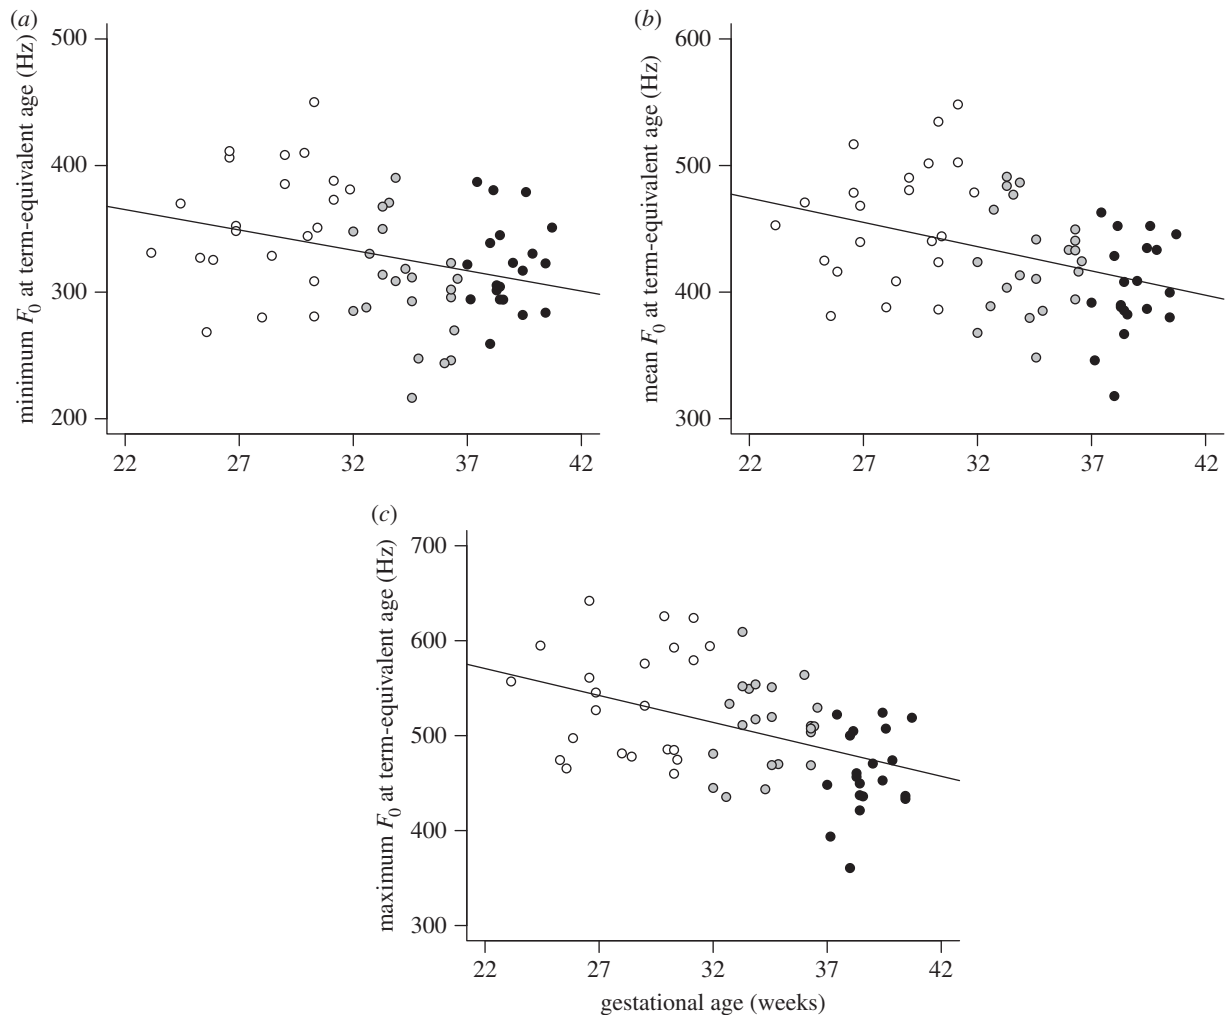 (a)
minimum F0 at term-equivalent age (Hz)
500
400
300
200
22 27 32 37 42
(b)
mean F0 at term-equivalent age (Hz)
600
500
400
300
22 27 32 37 42
(c)
maximum F0 at term-equivalent age (Hz)
700
600
500
400
300
22 27 32 37 42
gestational age (weeks)